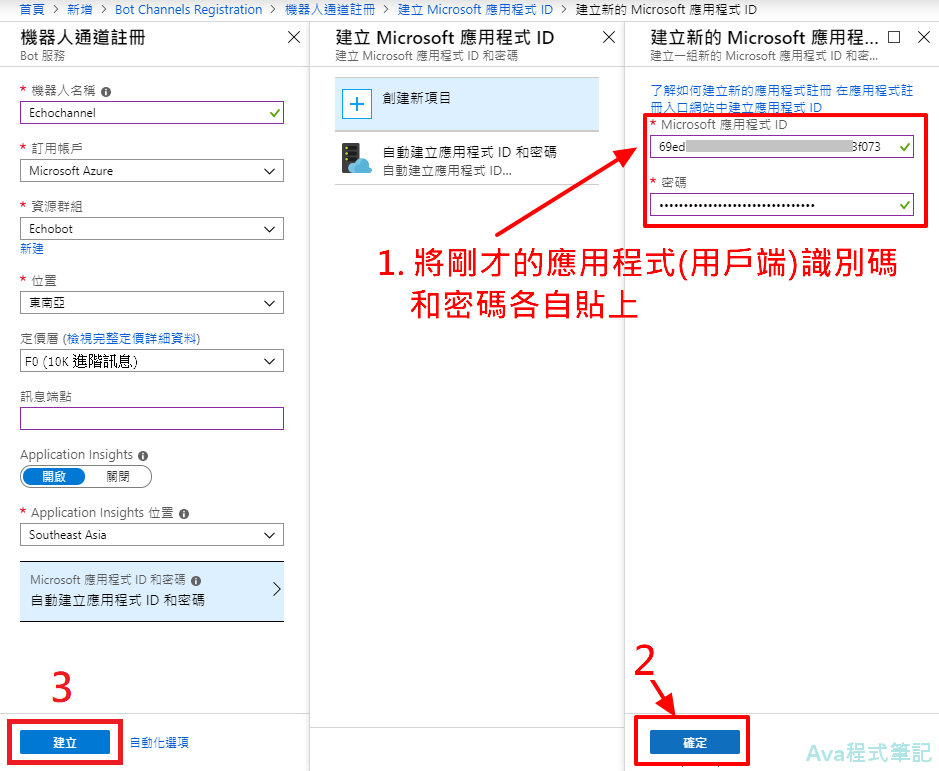 首頁 > 新增 > Bot Channels Registration > 機器人通道註冊 > 建立 Microsoft 應用程式 ID > 建立新的 Microsoft 應用程式 ID
機器人通道註冊
Bot 服務
* 機器人名稱
Echochannel
* 訂用帳戶
Microsoft Azure
* 資源群組
Echobot
新建
* 位置
東南亞
定價層 (檢視完整定價詳細資料)
F0 (10K 進階訊息)
訊息端點
Application Insights
開啟 關閉
* Application Insights 位置
Southeast Asia
Microsoft 應用程式 ID 和密碼
自動建立應用程式 ID 和密碼
3
建立 自動化選項
建立 Microsoft 應用程式 ID
建立 Microsoft 應用程式 ID 和密碼
創建新項目
自動建立應用程式 ID 和密碼
自動建立應用程式 ID...
建立新的 Microsoft 應用程...
建立一組新的 Microsoft 應用程式 ID 和密...
了解如何建立新的應用程式註冊 在應用程式註
冊入口網站中建立應用程式 ID
* Microsoft 應用程式 ID
69ed 3f073
* 密碼
••••••••••••••••••••••••••••••••
1. 將剛才的應用程式(用戶端)識別碼
和密碼各自貼上
2
確定
Ava程式筆記